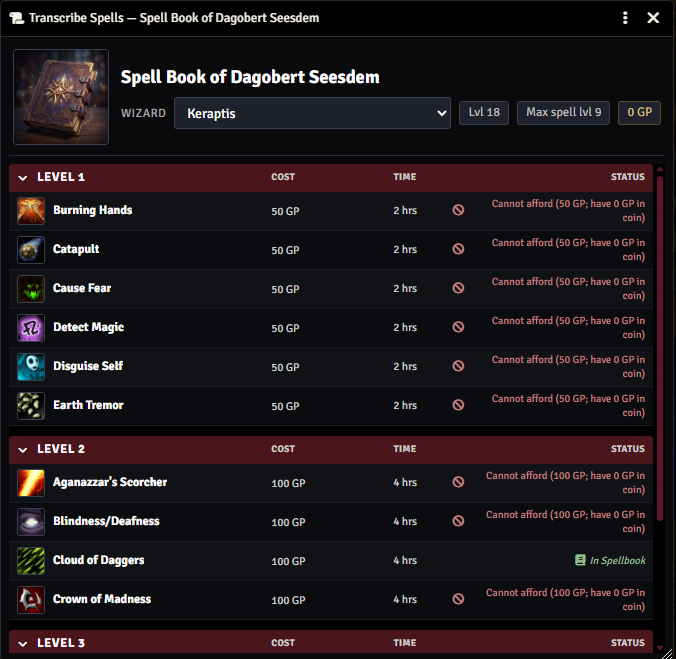 Transcribe Spells — Spell Book of Dagobert Seesdem
Spell Book of Dagobert Seesdem
WIZARD Keraptis Lvl 18 Max spell lvl 9 0 GP
LEVEL 1 COST TIME STATUS
Burning Hands 50 GP 2 hrs Cannot afford (50 GP; have 0 GP in
coin)
Catapult 50 GP 2 hrs Cannot afford (50 GP; have 0 GP in
coin)
Cause Fear 50 GP 2 hrs Cannot afford (50 GP; have 0 GP in
coin)
Detect Magic 50 GP 2 hrs Cannot afford (50 GP; have 0 GP in
coin)
Disguise Self 50 GP 2 hrs Cannot afford (50 GP; have 0 GP in
coin)
Earth Tremor 50 GP 2 hrs Cannot afford (50 GP; have 0 GP in
coin)
LEVEL 2 COST TIME STATUS
Aganazzar's Scorcher 100 GP 4 hrs Cannot afford (100 GP; have 0 GP in
coin)
Blindness/Deafness 100 GP 4 hrs Cannot afford (100 GP; have 0 GP in
coin)
Cloud of Daggers 100 GP 4 hrs In Spellbook
Crown of Madness 100 GP 4 hrs Cannot afford (100 GP; have 0 GP in
coin)
LEVEL 3 COST TIME STATUS